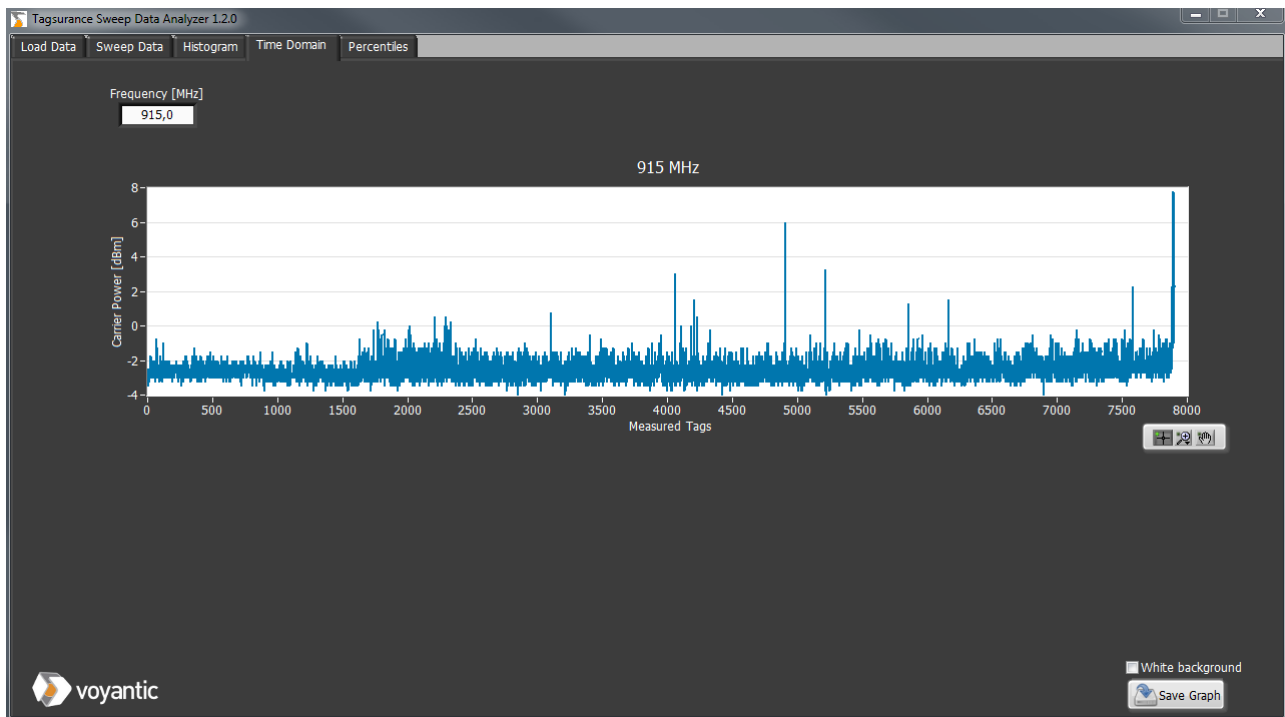 Tagsurance Sweep Data Analyzer 1.2.0
Load Data Sweep Data Histogram Time Domain Percentiles
Frequency [MHz]
915,0
915 MHz
Carrier Power [dBm]
8
6
4
2
0
-2
-4
0 500 1000 1500 2000 2500 3000 3500 4000 4500 5000 5500 6000 6500 7000 7500 8000
Measured Tags
White background
voyantic
Save Graph